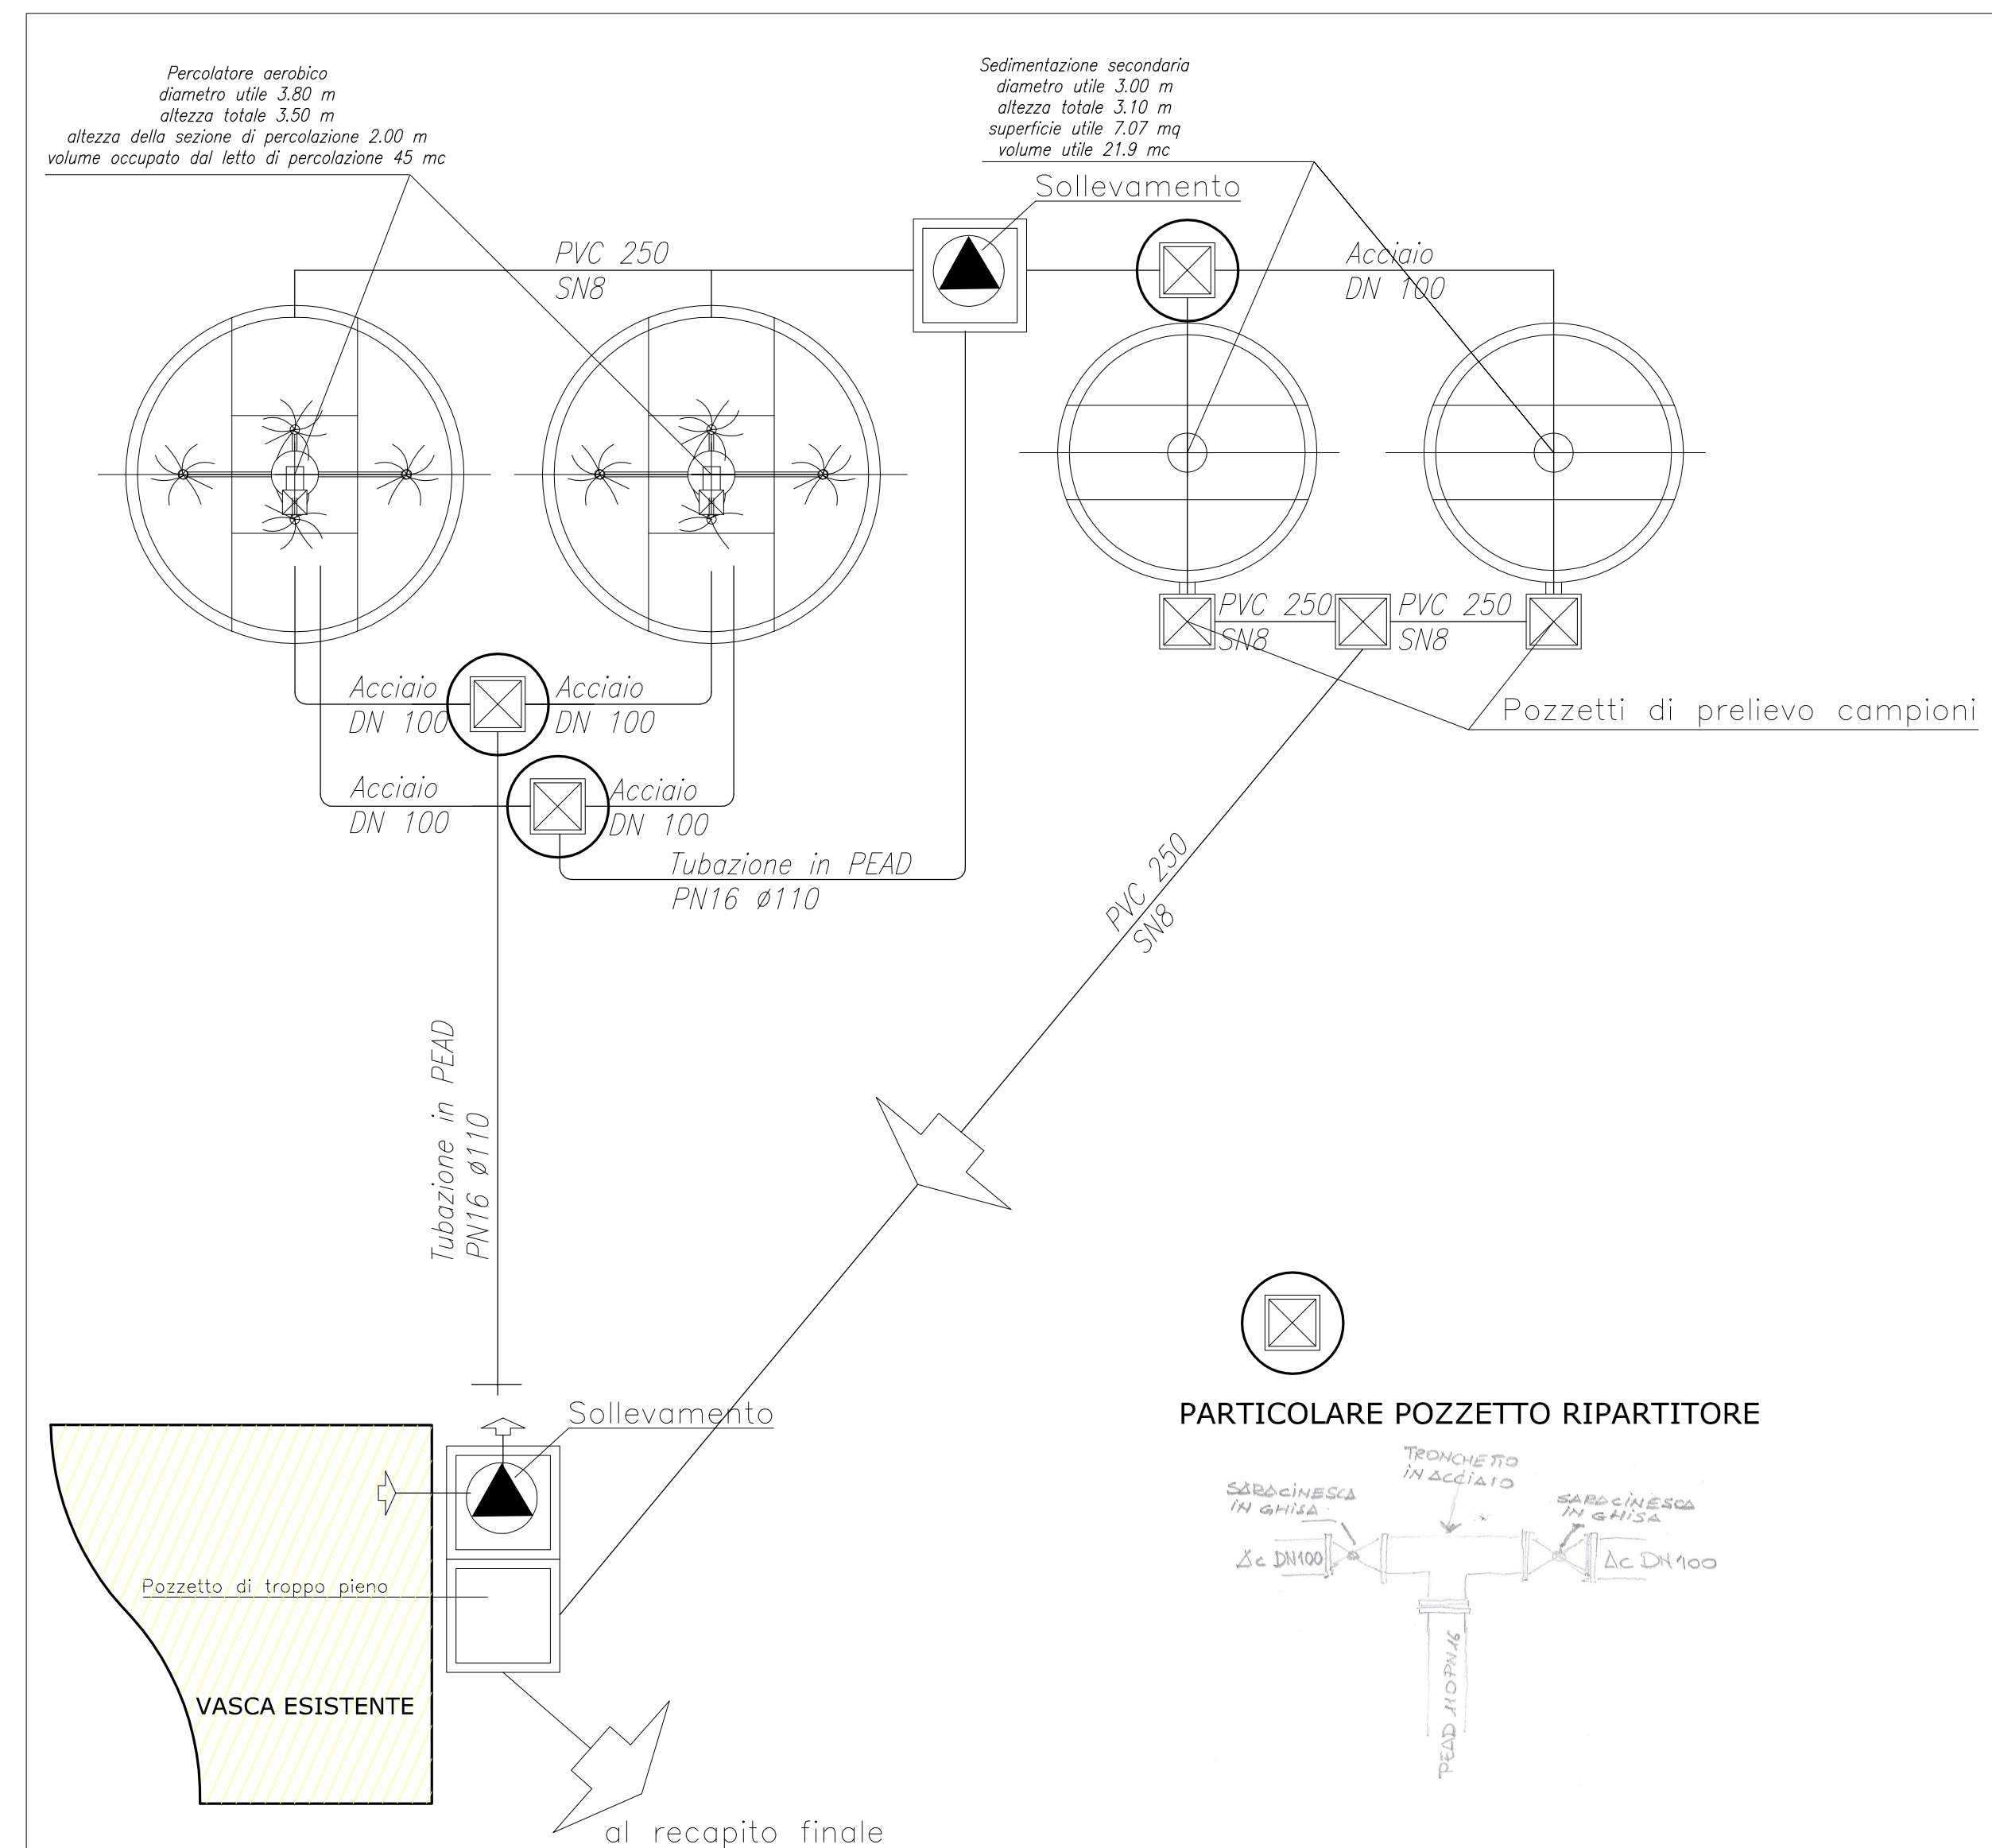 Percolatore aerobico
diametro utile 3.80 m
altezza totale 3.50 m
altezza della sezione di percolazione 2.00 m
volume occupato dal letto di percolazione 45 mc
Sedimentazione secondaria
diametro utile 3.00 m
altezza totale 3.10 m
superficie utile 7.07 mq
volume utile 21.9 mc
Sollevamento
PVC 250
SN8
Acciaio
DN 100
PVC 250
SN8
PVC 250
SN8
Pozzetti di prelievo campioni
Acciaio
DN 100
Acciaio
DN 100
Acciaio
DN 100
Acciaio
DN 100
Tubazione in PEAD
PN16 ø110
PVC 250
SN8
Tubazione in PEAD
PN16 ø110
Sollevamento
Pozzetto di troppo pieno
VASCA ESISTENTE
al recapito finale
PARTICOLARE POZZETTO RIPARTITORE
TRONCHETTO
IN ACCIAIO
SARACINESCA
IN GHISA
SARACINESCA
IN GHISA
Ac DN100
Ac DN100
PEAD 110 PN16